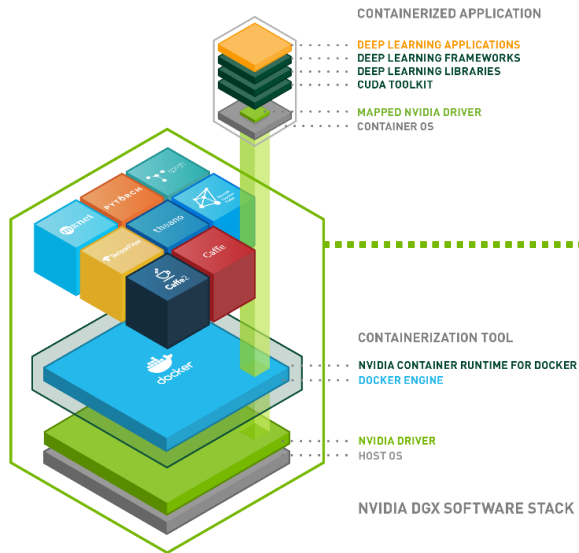 CONTAINERIZED APPLICATION
DEEP LEARNING APPLICATIONS
DEEP LEARNING FRAMEWORKS
DEEP LEARNING LIBRARIES
CUDA TOOLKIT
MAPPED NVIDIA DRIVER
CONTAINER OS
PYTORCH
mxnet
theano
TensorFlow
Caffe
Caffe2
CONTAINERIZATION TOOL
NVIDIA CONTAINER RUNTIME FOR DOCKER
DOCKER ENGINE
docker
NVIDIA DRIVER
HOST OS
NVIDIA DGX SOFTWARE STACK